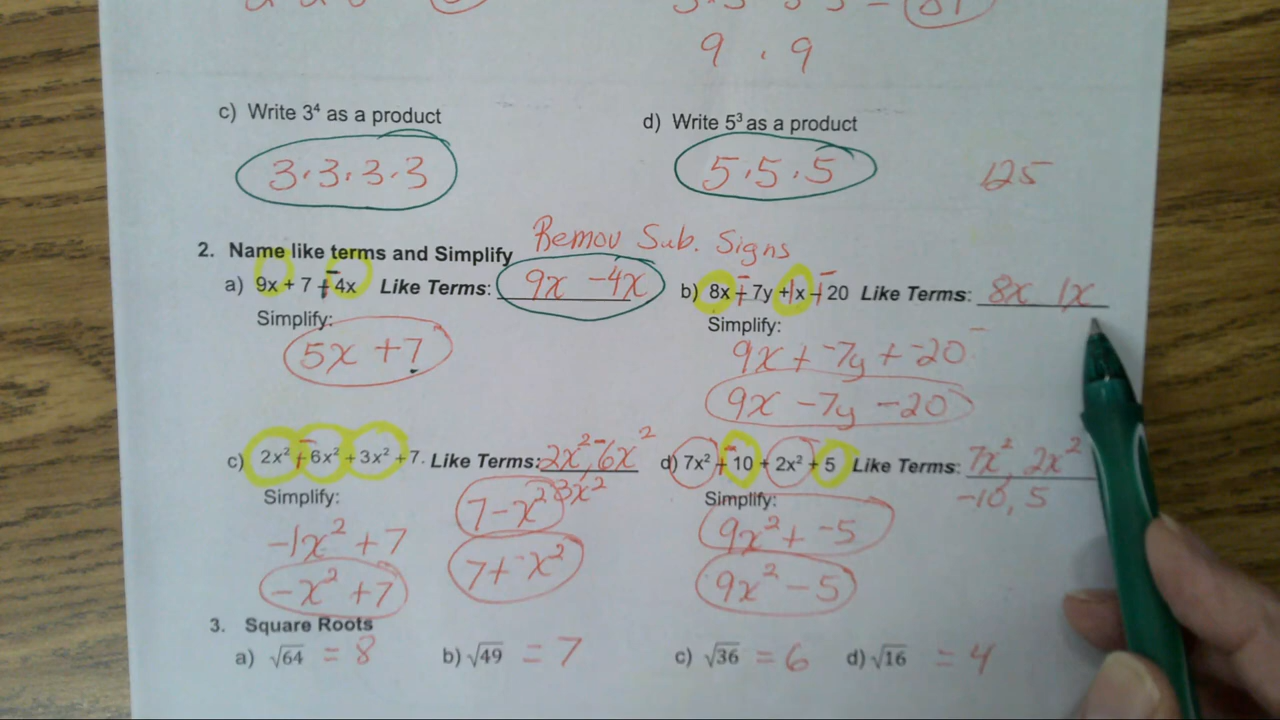 9 . 9
c) Write 3⁴ as a product
3.3.3.3
d) Write 5³ as a product
5.5.5
125
2. Name like terms and Simplify
Remov Sub. Signs
a) 9x + 7 + ⁻4x Like Terms: 9x -4x
Simplify:
5x + 7
b) 8x + ⁻7y + 1x + ⁻20 Like Terms: 8x 1x
Simplify:
9x + ⁻7y + -20
9x - 7y - 20
c) 2x² + ⁻6x² + 3x² + 7. Like Terms: 2x² ⁻6x²
3x²
Simplify:
-1x² + 7
-x² + 7
7 - x²
7 + ⁻x²
d) 7x² + ⁻10 + 2x² + 5 Like Terms: 7x², 2x²
-10, 5
Simplify:
9x² + -5
9x² - 5
3. Square Roots
a) √64 = 8
b) √49 = 7
c) √36 = 6
d) √16 = 4